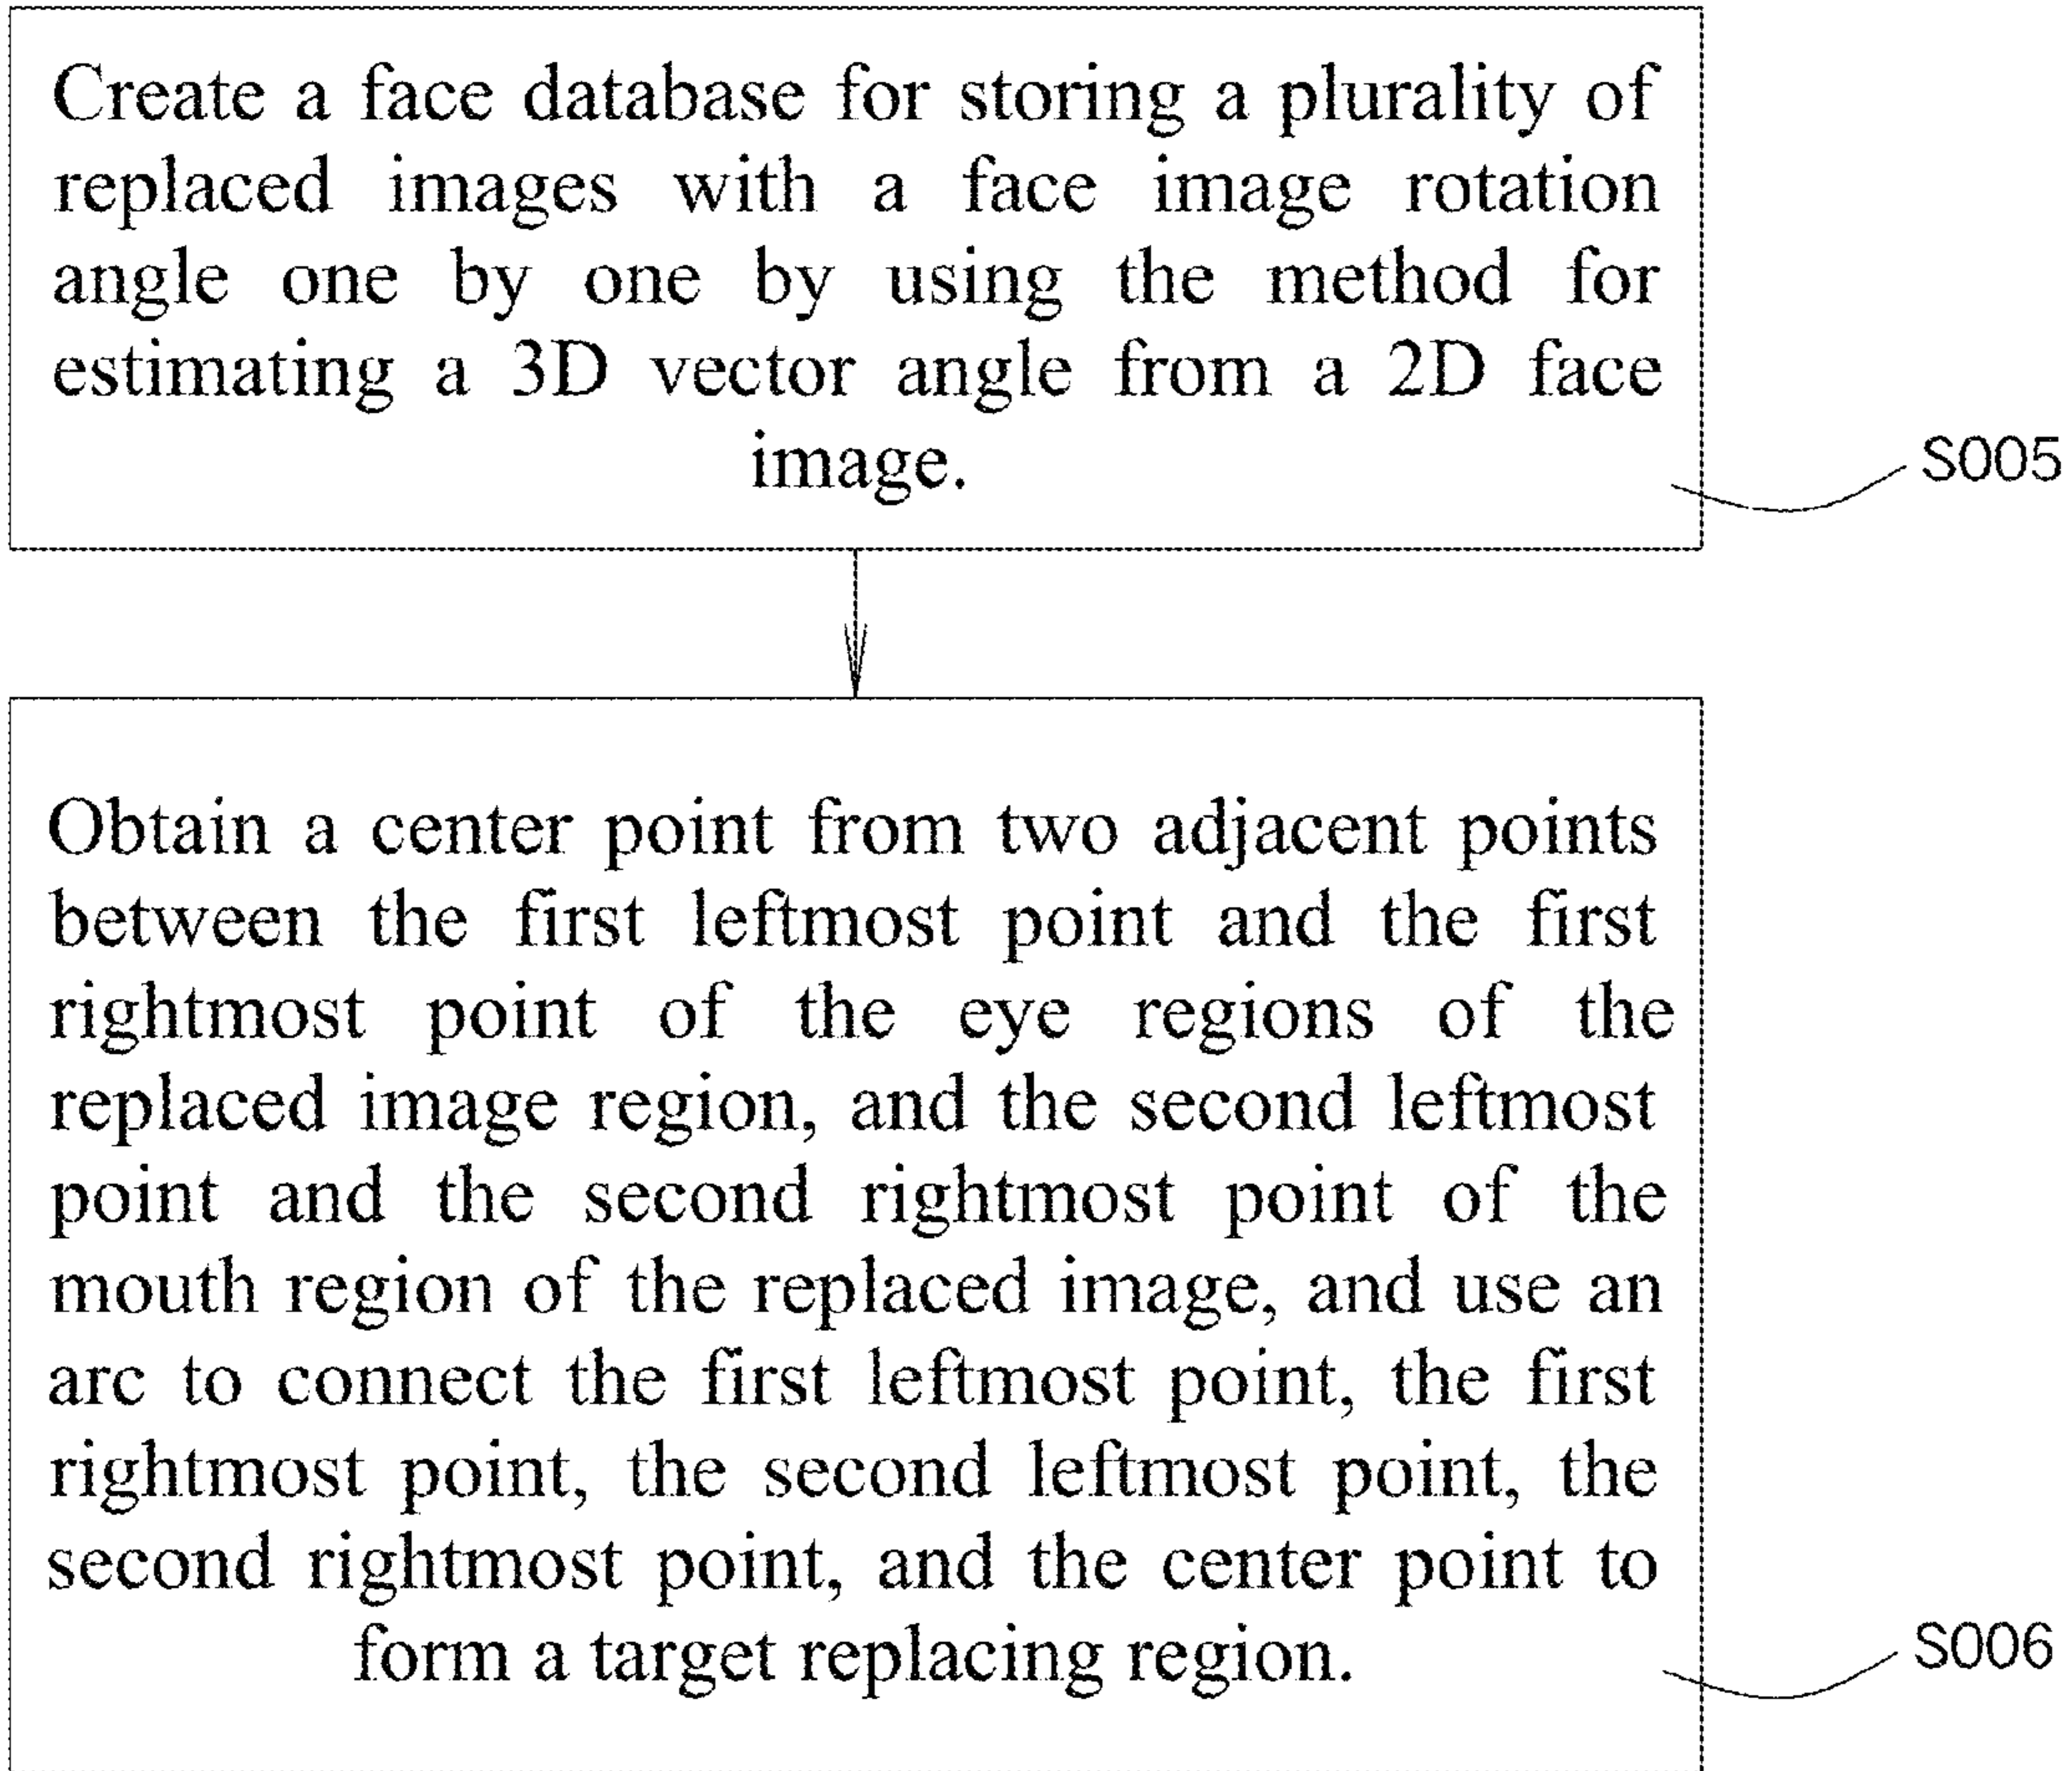 Create a face database for storing a plurality of
replaced images with a face image rotation
angle one by one by using the method for
estimating a 3D vector angle from a 2D face
image.
S005
Obtain a center point from two adjacent points
between the first leftmost point and the first
rightmost point of the eye regions of the
replaced image region, and the second leftmost
point and the second rightmost point of the
mouth region of the replaced image, and use an
arc to connect the first leftmost point, the first
rightmost point, the second leftmost point, the
second rightmost point, and the center point to
form a target replacing region.
S006